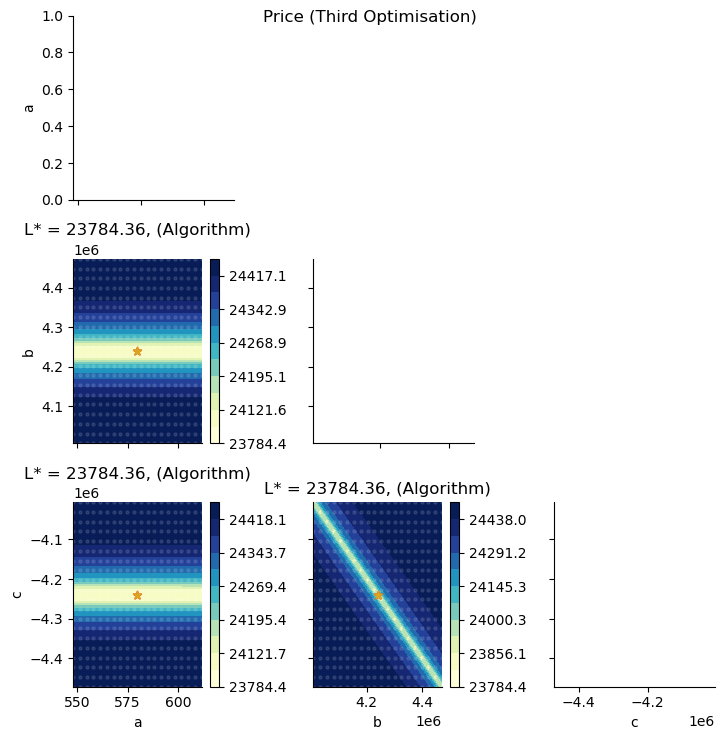 Price (Third Optimisation)
1.0
0.8
0.6
0.4
0.2
0.0
a
L* = 23784.36, (Algorithm)
1e6
4.4
4.3
4.2
4.1
b
24417.1
24342.9
24268.9
24195.1
24121.6
23784.4
L* = 23784.36, (Algorithm)
1e6
−4.1
−4.2
−4.3
−4.4
c
550
575
600
a
24418.1
24343.7
24269.4
24195.4
24121.7
23784.4
L* = 23784.36, (Algorithm)
4.2
4.4
1e6
b
24438.0
24291.2
24145.3
24000.3
23856.1
23784.4
−4.4
−4.2
1e6
c